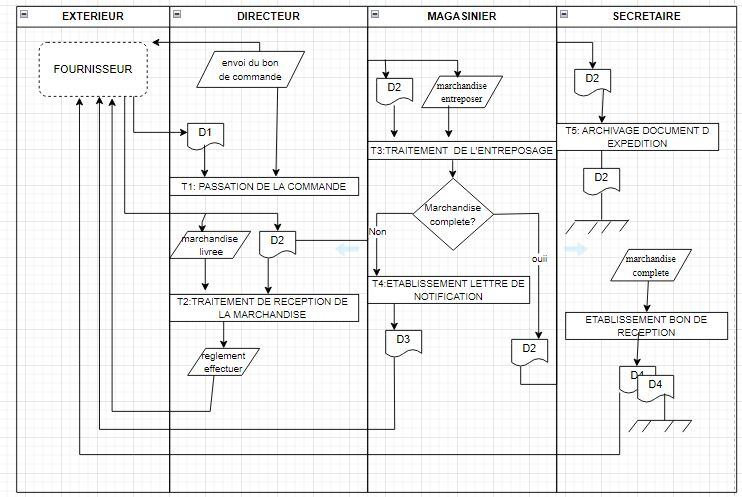 EXTERIEUR
DIRECTEUR
MAGASINIER
SECRETAIRE
FOURNISSEUR
envoi du bon
de commande
D1
T1: PASSATION DE LA COMMANDE
marchandise
livree
D2
T2:TRAITEMENT DE RECEPTION DE
LA MARCHANDISE
reglement
effectuer
D2
marchandise
entreposer
T3:TRAITEMENT DE L'ENTREPOSAGE
Marchandise
complete?
Non
ouii
T4:ETABLISSEMENT LETTRE DE
NOTIFICATION
D3
D2
D2
T5: ARCHIVAGE DOCUMENT D
EXPEDITION
D2
marchandise
complete
ETABLISSEMENT BON DE
RECEPTION
D4
D4